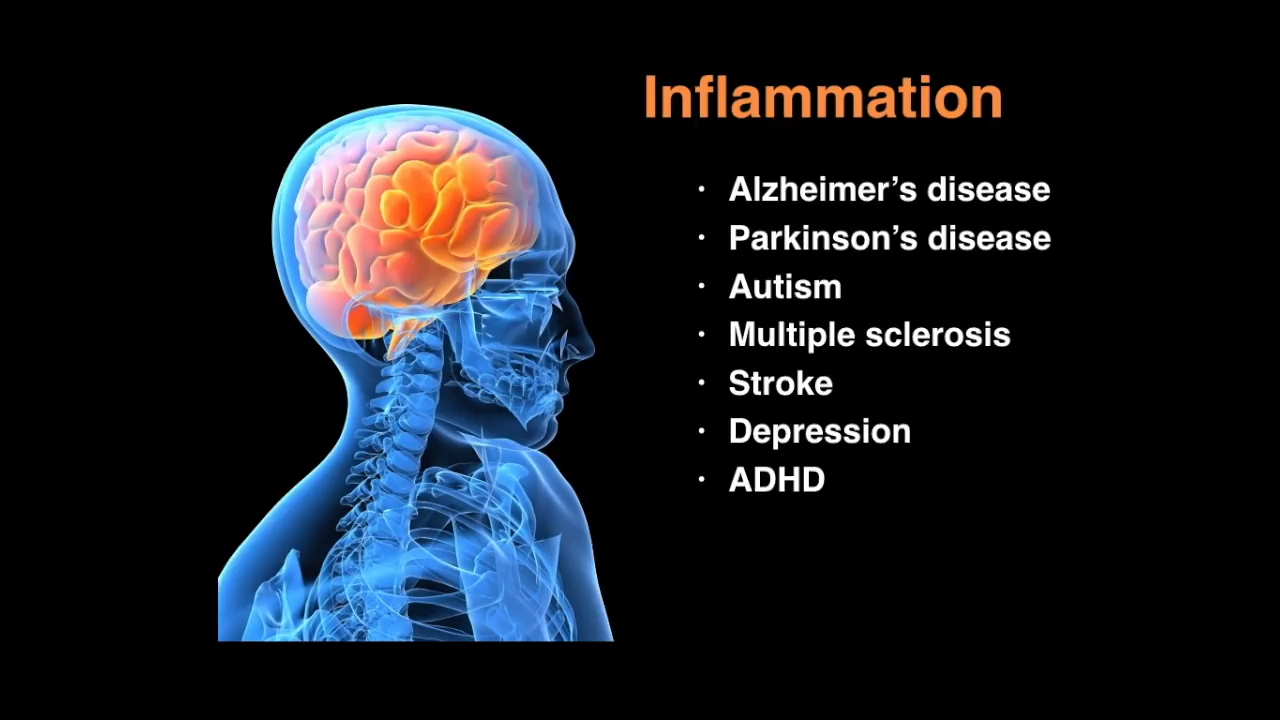 Inflammation
· Alzheimer’s disease
· Parkinson’s disease
· Autism
· Multiple sclerosis
· Stroke
· Depression
· ADHD